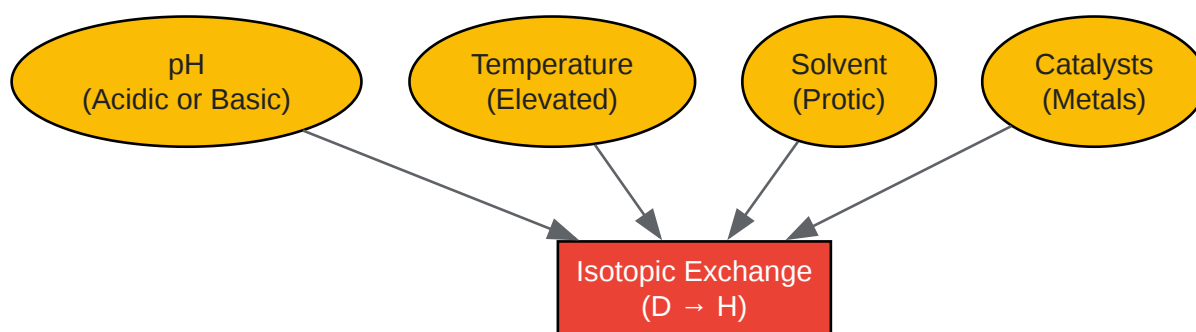 pH
(Acidic or Basic)
Temperature
(Elevated)
Solvent
(Protic)
Catalysts
(Metals)
Isotopic Exchange
(D → H)